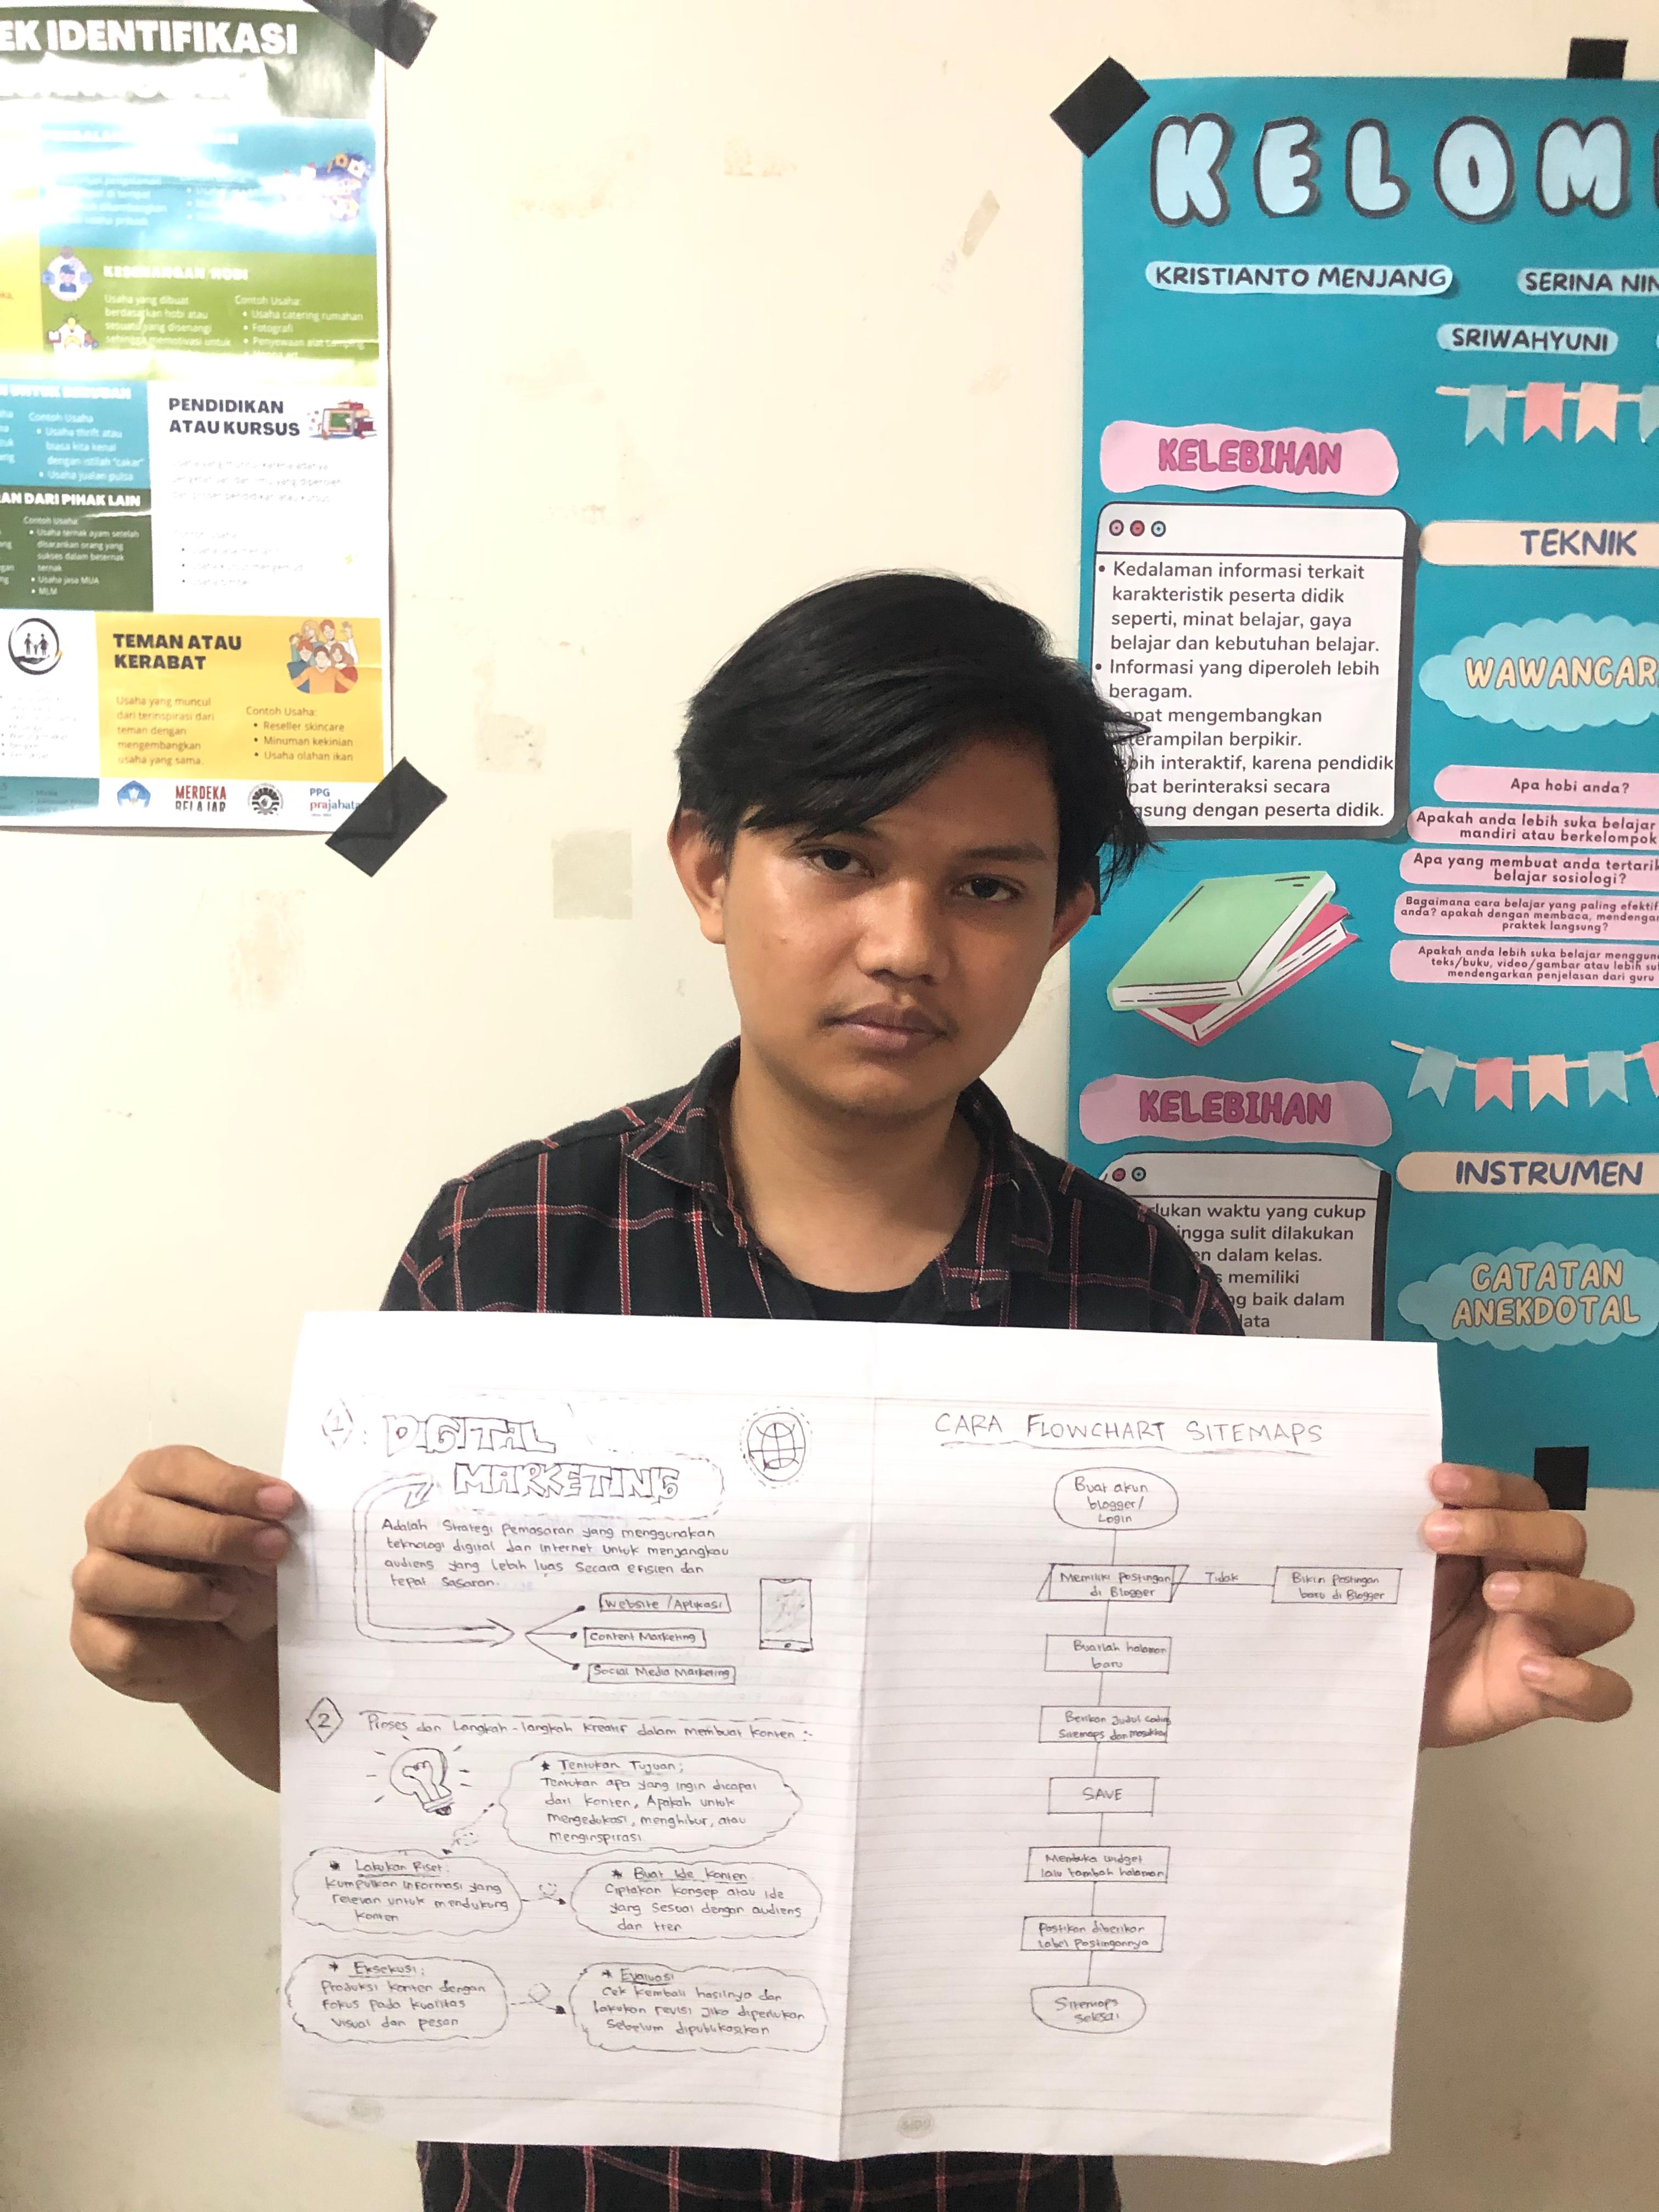 EK IDENTIFIKASI
KESENANGAN HOBI
Usaha yang dibuat
berdasarkan hobi atau
sesuatu yang disenangi
sehingga memotivasi untuk
Contoh Usaha:
• Usaha catering rumahan
• Fotografi
• Penyewaan alat camping
Contoh Usaha
• Usaha thrift atau
biasa kita kenal
dengan istilah "cakar"
• Usaha jualan pulsa
PENDIDIKAN
ATAU KURSUS
AN DARI PIHAK LAIN
Contoh Usaha:
• Usaha ternak ayam setelah
disarankan orang yang
sukses dalam beternak
ternak
• Usaha jasa MUA
• MLM
TEMAN ATAU
KERABAT
Usaha yang muncul
dari terinspirasi dari
teman dengan
mengembangkan
usaha yang sama.
Contoh Usaha:
• Reseller skincare
• Minuman kekinian
• Usaha olahan ikan
MERDEKA
BELAJAR
PPG
prajabata
KELOM
KRISTIANTO MENJANG
SERINA NIN
SRIWAHYUNI
KELEBIHAN
• Kedalaman informasi terkait
karakteristik peserta didik
seperti, minat belajar, gaya
belajar dan kebutuhan belajar.
• Informasi yang diperoleh lebih
beragam.
apat mengembangkan
terampilan berpikir.
bih interaktif, karena pendidik
pat berinteraksi secara
gsung dengan peserta didik.
TEKNIK
WAWANCAR
Apa hobi anda?
Apakah anda lebih suka belajar
mandiri atau berkelompok
Apa yang membuat anda tertarik
belajar sosiologi?
Bagaimana cara belajar yang paling efektif
anda? apakah dengan membaca, mendengar
praktek langsung?
Apakah anda lebih suka belajar menggun
teks/buku, video/gambar atau lebih su
mendengarkan penjelasan dari guru
KELEBIHAN
lukan waktu yang cukup
ingga sulit dilakukan
en dalam kelas.
s memiliki
ng baik dalam
data
INSTRUMEN
CATATAN
ANEKDOTAL
1. DIGITAL
MARKETING
Adalah Strategi pemasaran yang menggunakan
teknologi digital dan internet untuk menjangkau
audiens yang lebih luas secara efisien dan
tepat sasaran.
Website / Aplikasi
Content Marketing
Social Media Marketing
2 Proses dan Langkah-langkah kreatif dalam membuat konten :-
* Tentukan Tujuan;
Tentukan apa yang ingin dicapai
dari konten, Apakah untuk
mengedukasi, menghibur, atau
menginspirasi
* Lakukan Riset:
Kumpulkan informasi yang
relevan untuk mendukung
konten
* Buat Ide Konten
Ciptakan konsep atau ide
yang sesuai dengan audiens
dan tren
* Eksekusi:
Produksi konten dengan
fokus pada kualitas
visual dan pesan
* Evaluasi
Cek kembali hasilnya dan
lakukan revisi jika diperlukan
sebelum dipublikasikan
CARA FLOWCHART SITEMAPS
Buat akun
blogger/
Login
Memiliki Postingan
di Blogger
Tidak
Bikin Postingan
baru di Blogger
Buatlah halaman
baru
Berikan Judul Coding
Sitemaps dan masukkan
SAVE
Membuka widget
lalu tambah halaman
Pastikan diberikan
label Postingannya
Sitemaps
selesai